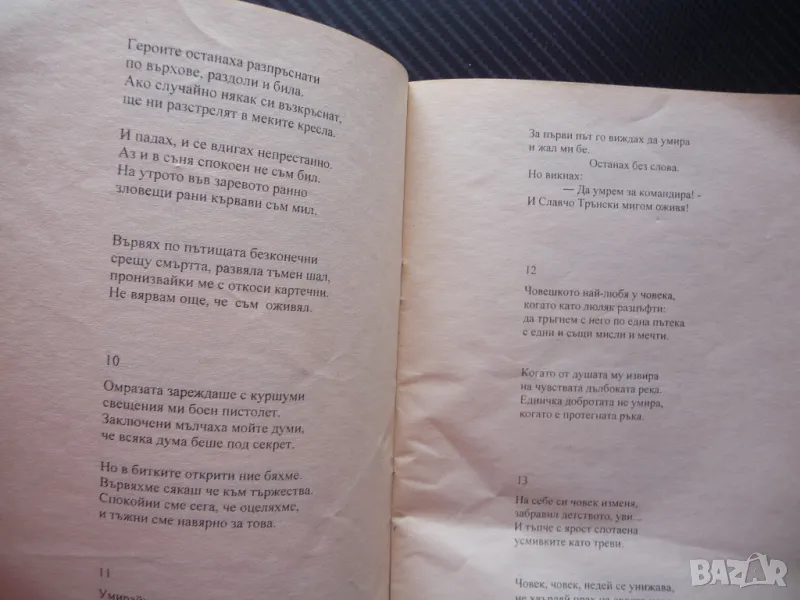 Героите останаха разпръснати
по върхове, раздоли и била.
Ако случайно някак си възкръснат,
ще ни разстрелят в меките кресла.
И падах, и се вдигах непрестанно.
Аз и в съня спокоен не съм бил.
На утрото във заревото ранно
зловещи рани кървави съм мил.
Вървях по пътищата безконечни
срещу смъртта, развяла тъмен шал,
пронизвайки ме с откоси картечни.
Не вярвам още, че съм оживял.
10
Омразата зареждаше с куршуми
свещения ми боен пистолет.
Заключени мълчаха мойте думи,
че всяка дума беше под секрет.
Но в битките открити ние бяхме.
Вървяхме сякаш че към тържества.
Спокойни сме сега, че оцеляхме,
и тъжни сме навярно за това.
11
За първи път го виждах да умира
и жал ми бе.
Останах без слова.
Но викнах:
— Да умрем за командира! -
И Славчо Трънски мигом оживя!
12
Човешкото най-любя у човека,
когато като люляк разцъфти:
да тръгнем с него по една пътека
с едни и същи мисли и мечти.
Когато от душата му извира
на чувствата дълбоката река.
Единичка добротата не умира,
когато е протегната ръка.
13
На себе си човек изменя,
забравил детството, уви...
И тъпче с ярост спотаена
усмивките като треви.
Човек, човек, недей се унижава,
BAZAR